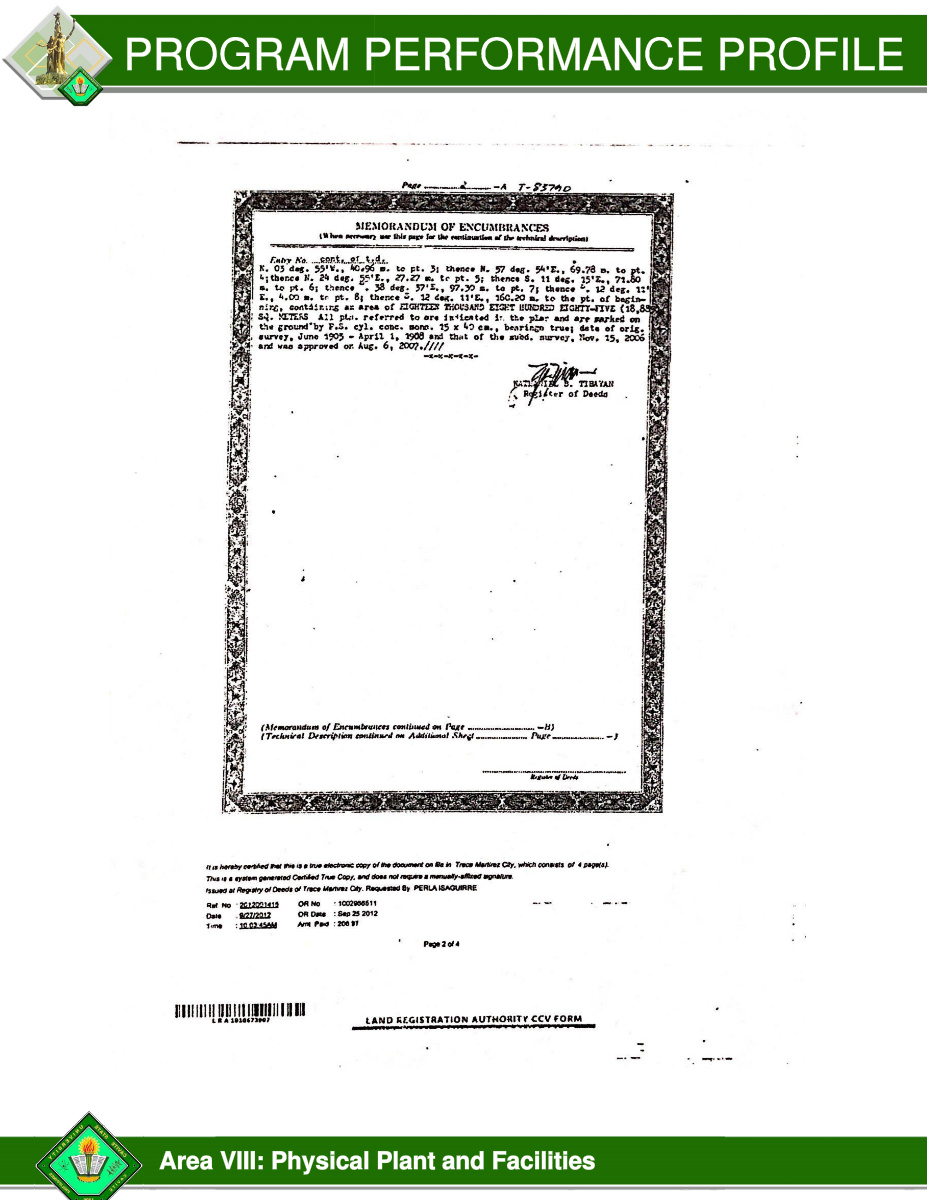 PROGRAM PERFORMANCE PROFILE
Page -A T-
MEMORANDUM OF ENCUMBRANCES
(When necessary use this page for the continuation of the technical description)
Entry No. cont. of t.d.
N. 03 deg. 55'W., 40.96 m. to pt. 3; thence N. 57 deg. 54'E., 69.78 m. to pt.
4; thence N. 24 deg. 55'E., 27.27 m. to pt. 5; thence S. 11 deg. 15'E., 71.80
m. to pt. 6; thence 38 deg. 37'E., 97.30 m. to pt. 7; thence S. 12 deg. 11'
E., 4.00 m. to pt. 8; thence S. 12 deg. 11'E., 160.20 m. to the pt. of begin-
ning, containing an area of EIGHTEEN THOUSAND EIGHT HUNDRED EIGHTY-FIVE (18,88
SQ. METERS All pts. referred to are indicated in the plan and are marked on
the ground by P.S. cyl. conc. mons. 15 x 40 cm., bearings true; date of orig.
survey, June 1903 - April 1, 1908 and that of the subd. survey, Nov. 15, 2006
and was approved on Aug. 6, 2007.////
-x-x-x-x-x-
B. TIBAYAN
Register of Deeds
(Memorandum of Encumbrances continued on Page -B)
(Technical Description continued on Additional Sheet Page -)
Register of Deeds
It is hereby certified that this is a true electronic copy of the document on file in Trece Martirez City, which consists of 4 page(s).
This is a system generated Certified True Copy, and does not require a manually-affixed signature.
Issued at Registry of Deeds of Trece Martirez City. Requested By PERLA ISAGUIRRE
Ref No : 2012001415 OR No : 1002966511
Date : 9/27/2012 OR Date : Sep 25 2012
Time : 10:03:45AM Amt Paid : 206.97
Page 2 of 4
LRA 1010673907
LAND REGISTRATION AUTHORITY CCV FORM
Area VIII: Physical Plant and Facilities